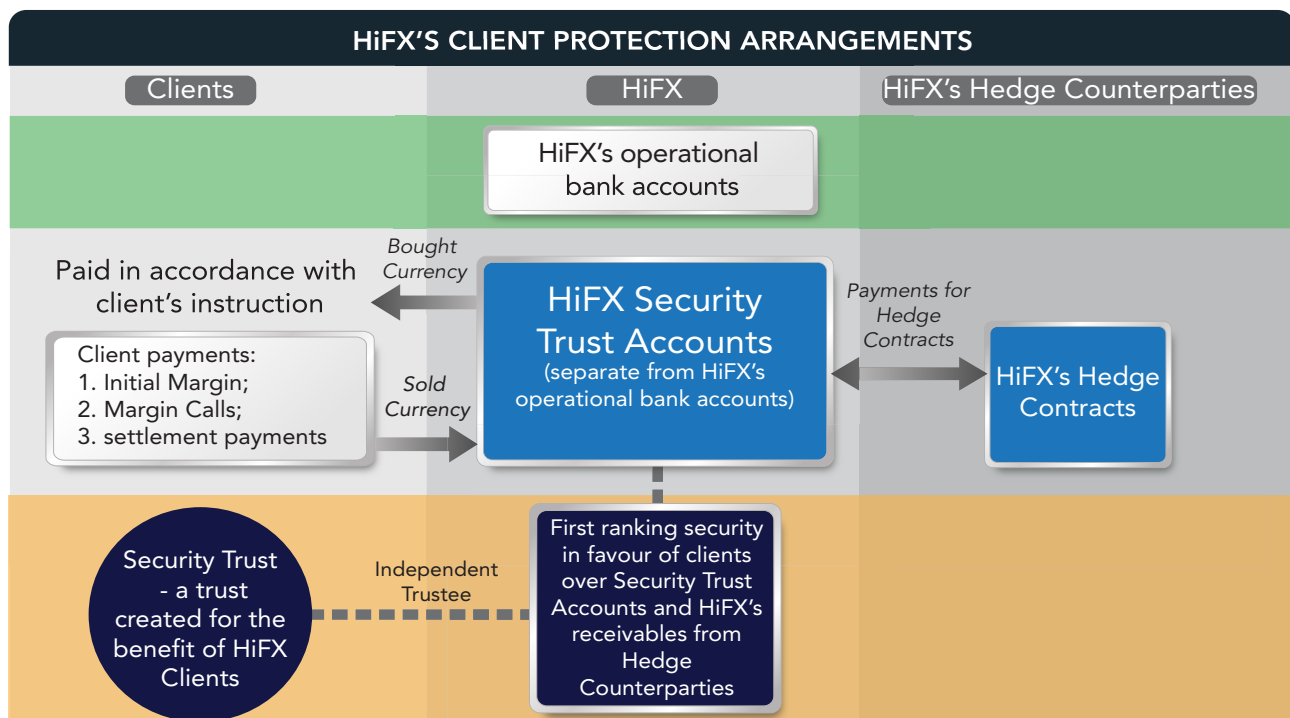 HiFX'S CLIENT PROTECTION ARRANGEMENTS
Clients
HiFX
HiFX's Hedge Counterparties
HiFX's operational
bank accounts
Paid in accordance with
client's instruction
Bought
Currency
Client payments:
1. Initial Margin;
2. Margin Calls;
3. settlement payments
Sold
Currency
HiFX Security
Trust Accounts
(separate from HiFX's
operational bank accounts)
Payments for
Hedge
Contracts
HiFX's Hedge
Contracts
Security Trust
- a trust
created for the
benefit of HiFX
Clients
Independent
Trustee
First ranking security
in favour of clients
over Security Trust
Accounts and HiFX's
receivables from
Hedge
Counterparties